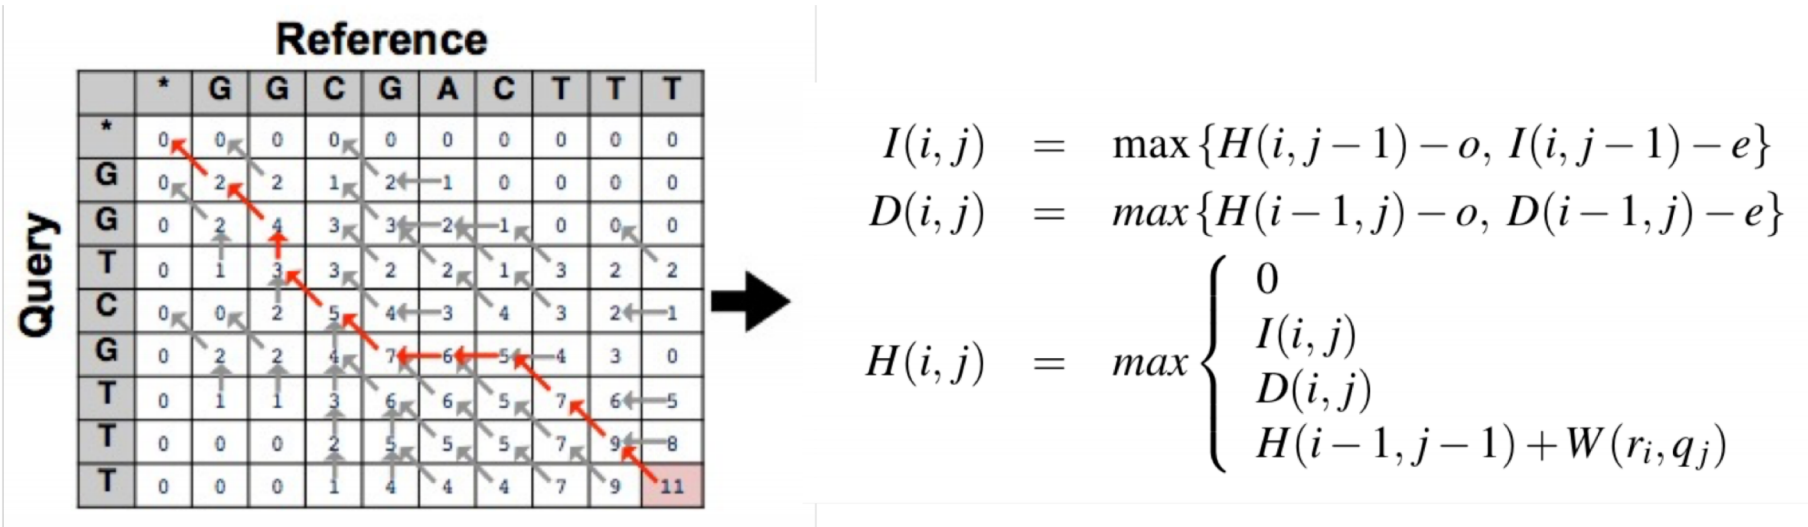 Reference
* G G C G A C T T T
* 0 0 0 0 0 0 0 0 0 0
G 0 2 2 1 2 1 0 0 0 0
G 0 2 4 3 3 2 1 0 0 0
T 0 1 3 3 2 2 1 3 2 2
C 0 0 2 5 4 3 4 3 2 1
G 0 2 2 4 7 6 5 4 3 0
T 0 1 1 3 6 6 5 7 6 5
T 0 0 0 2 5 5 5 7 9 8
T 0 0 0 1 4 4 4 7 9 11
Query
I(i, j) = max{H(i, j−1)−o, I(i, j−1)−e}
D(i, j) = max{H(i−1, j)−o, D(i−1, j)−e}
H(i, j) = max {
0
I(i, j)
D(i, j)
H(i−1, j−1)+W(r_i, q_j)